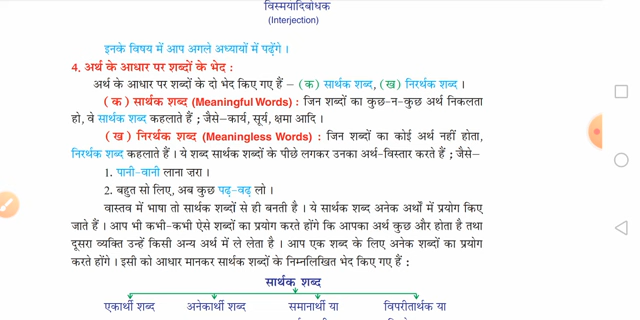 विस्मयादिबोधक
(Interjection)
इनके विषय में आप अगले अध्यायों में पढ़ेंगे।
4. अर्थ के आधार पर शब्दों के भेद :
अर्थ के आधार पर शब्दों के दो भेद किए गए हैं – (क) सार्थक शब्द, (ख) निरर्थक शब्द।
(क) सार्थक शब्द (Meaningful Words) : जिन शब्दों का कुछ-न-कुछ अर्थ निकलता
हो, वे सार्थक शब्द कहलाते हैं ; जैसे–कार्य, सूर्य, क्षमा आदि।
(ख) निरर्थक शब्द (Meaningless Words) : जिन शब्दों का कोई अर्थ नहीं होता,
निरर्थक शब्द कहलाते हैं। ये शब्द सार्थक शब्दों के पीछे लगकर उनका अर्थ-विस्तार करते हैं ; जैसे–
1. पानी-वानी लाना ज़रा।
2. बहुत सो लिए, अब कुछ पढ़-वढ़ लो।
वास्तव में भाषा तो सार्थक शब्दों से ही बनती है। ये सार्थक शब्द अनेक अर्थों में प्रयोग किए
जाते हैं। आप भी कभी-कभी ऐसे शब्दों का प्रयोग करते होंगे कि आपका अर्थ कुछ और होता है तथा
दूसरा व्यक्ति उन्हें किसी अन्य अर्थ में ले लेता है। आप एक शब्द के लिए अनेक शब्दों का प्रयोग
करते होंगे। इसी को आधार मानकर सार्थक शब्दों के निम्नलिखित भेद किए गए हैं :
सार्थक शब्द
एकार्थी शब्द अनेकार्थी शब्द समानार्थी या विपरीतार्थक या